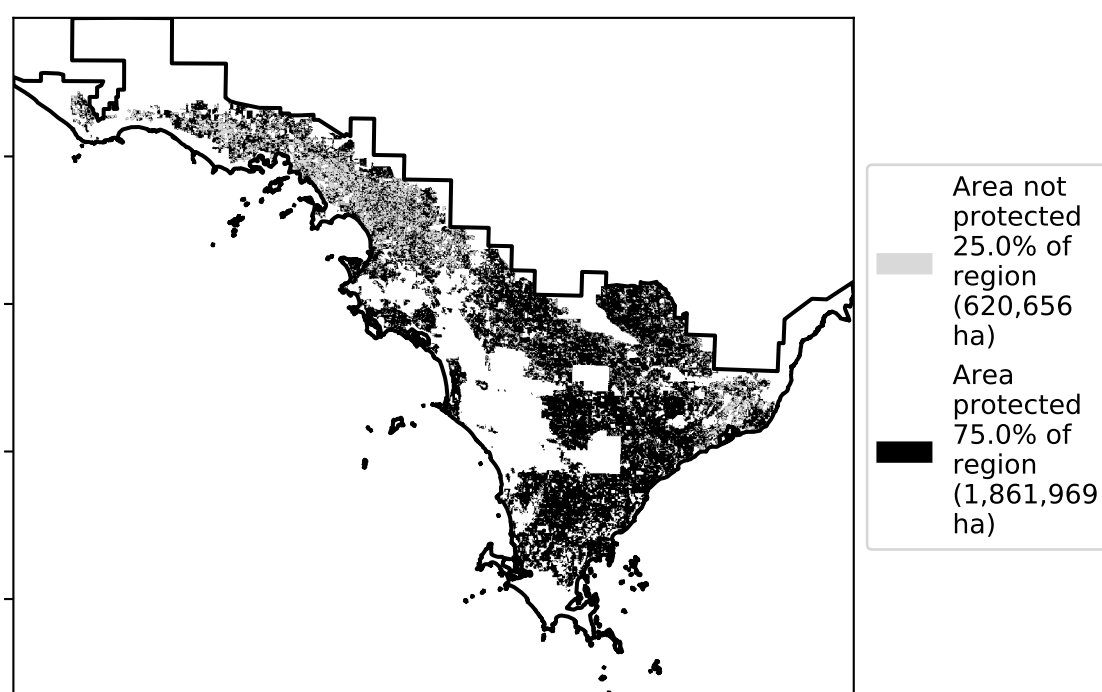 Area not
protected
25.0% of
region
(620,656
ha)
Area
protected
75.0% of
region
(1,861,969
ha)